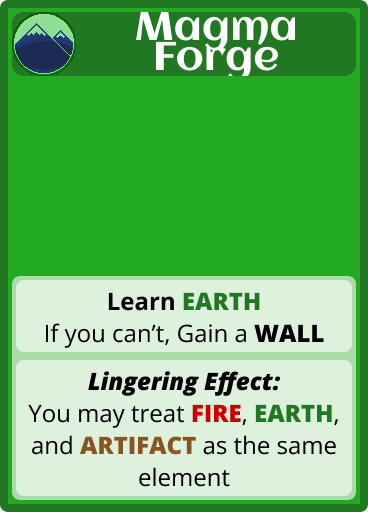 Magma
Forge
Learn EARTH
If you can’t, Gain a WALL
Lingering Effect:
You may treat FIRE, EARTH,
and ARTIFACT as the same
element